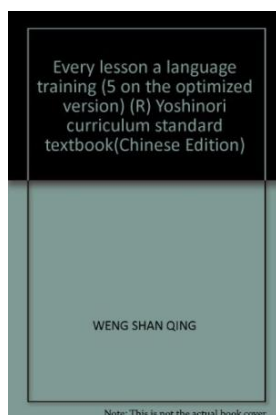 Every lesson a language
training (5 on the optimized
version) (R) Yoshinori
curriculum standard
textbook(Chinese Edition)
WENG SHAN QING
Note: This is not the actual book cover